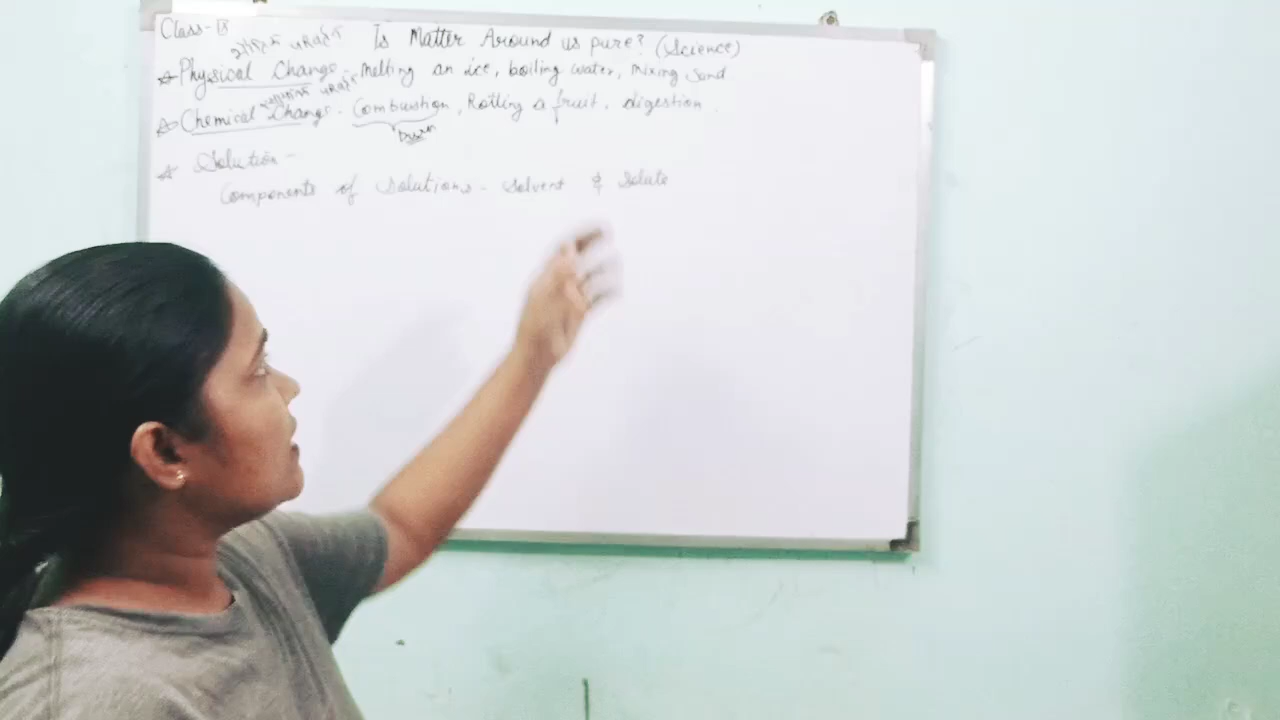 Class-IX
Is Matter Around us pure? (Science)
* Physical Change - Melting an ice, boiling water, mixing sand
* Chemical Change - Combustion, Rotting a fruit, digestion.
* Solution -
Components of Solutions - Solvent & Solute